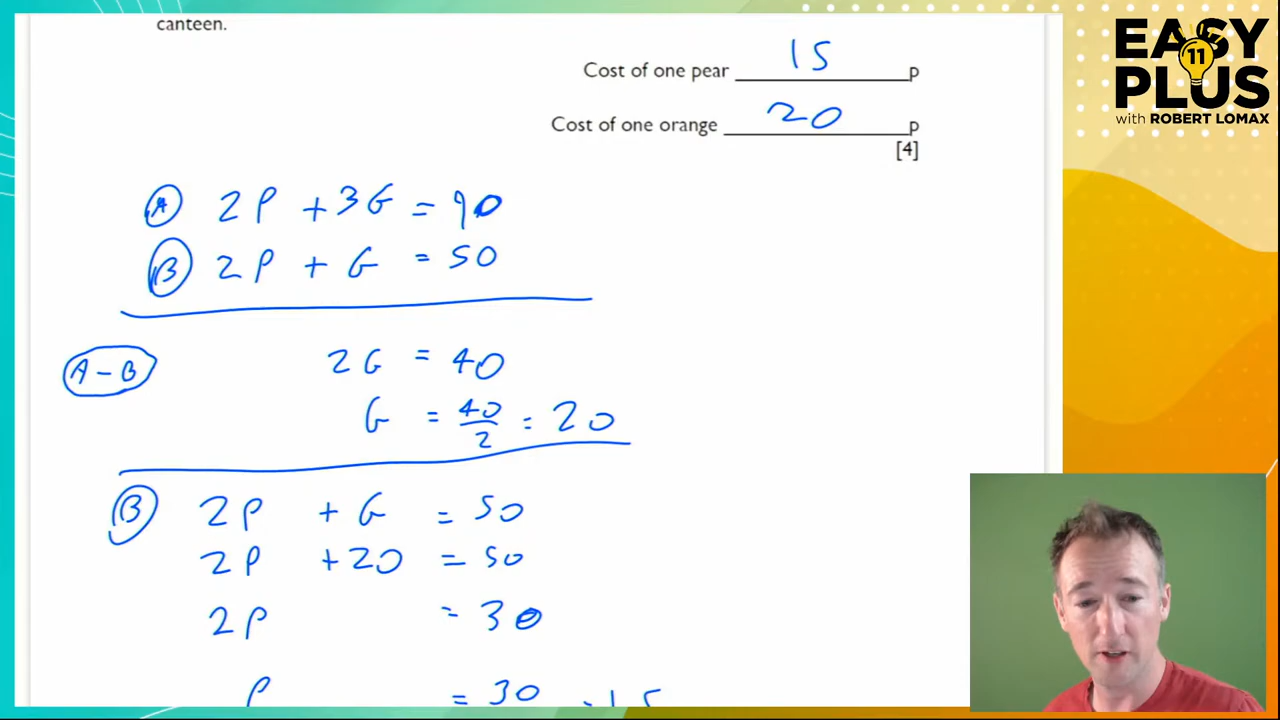 canteen.
EASY
11
PLUS
with ROBERT LOMAX
Cost of one pear 15 p
Cost of one orange 20 p
[4]
A 2P + 3G = 90
B 2P + G = 50
A - B 2G = 40
G = 40/2 = 20
B 2P + G = 50
2P + 20 = 50
2P = 30
P = 30 = 15